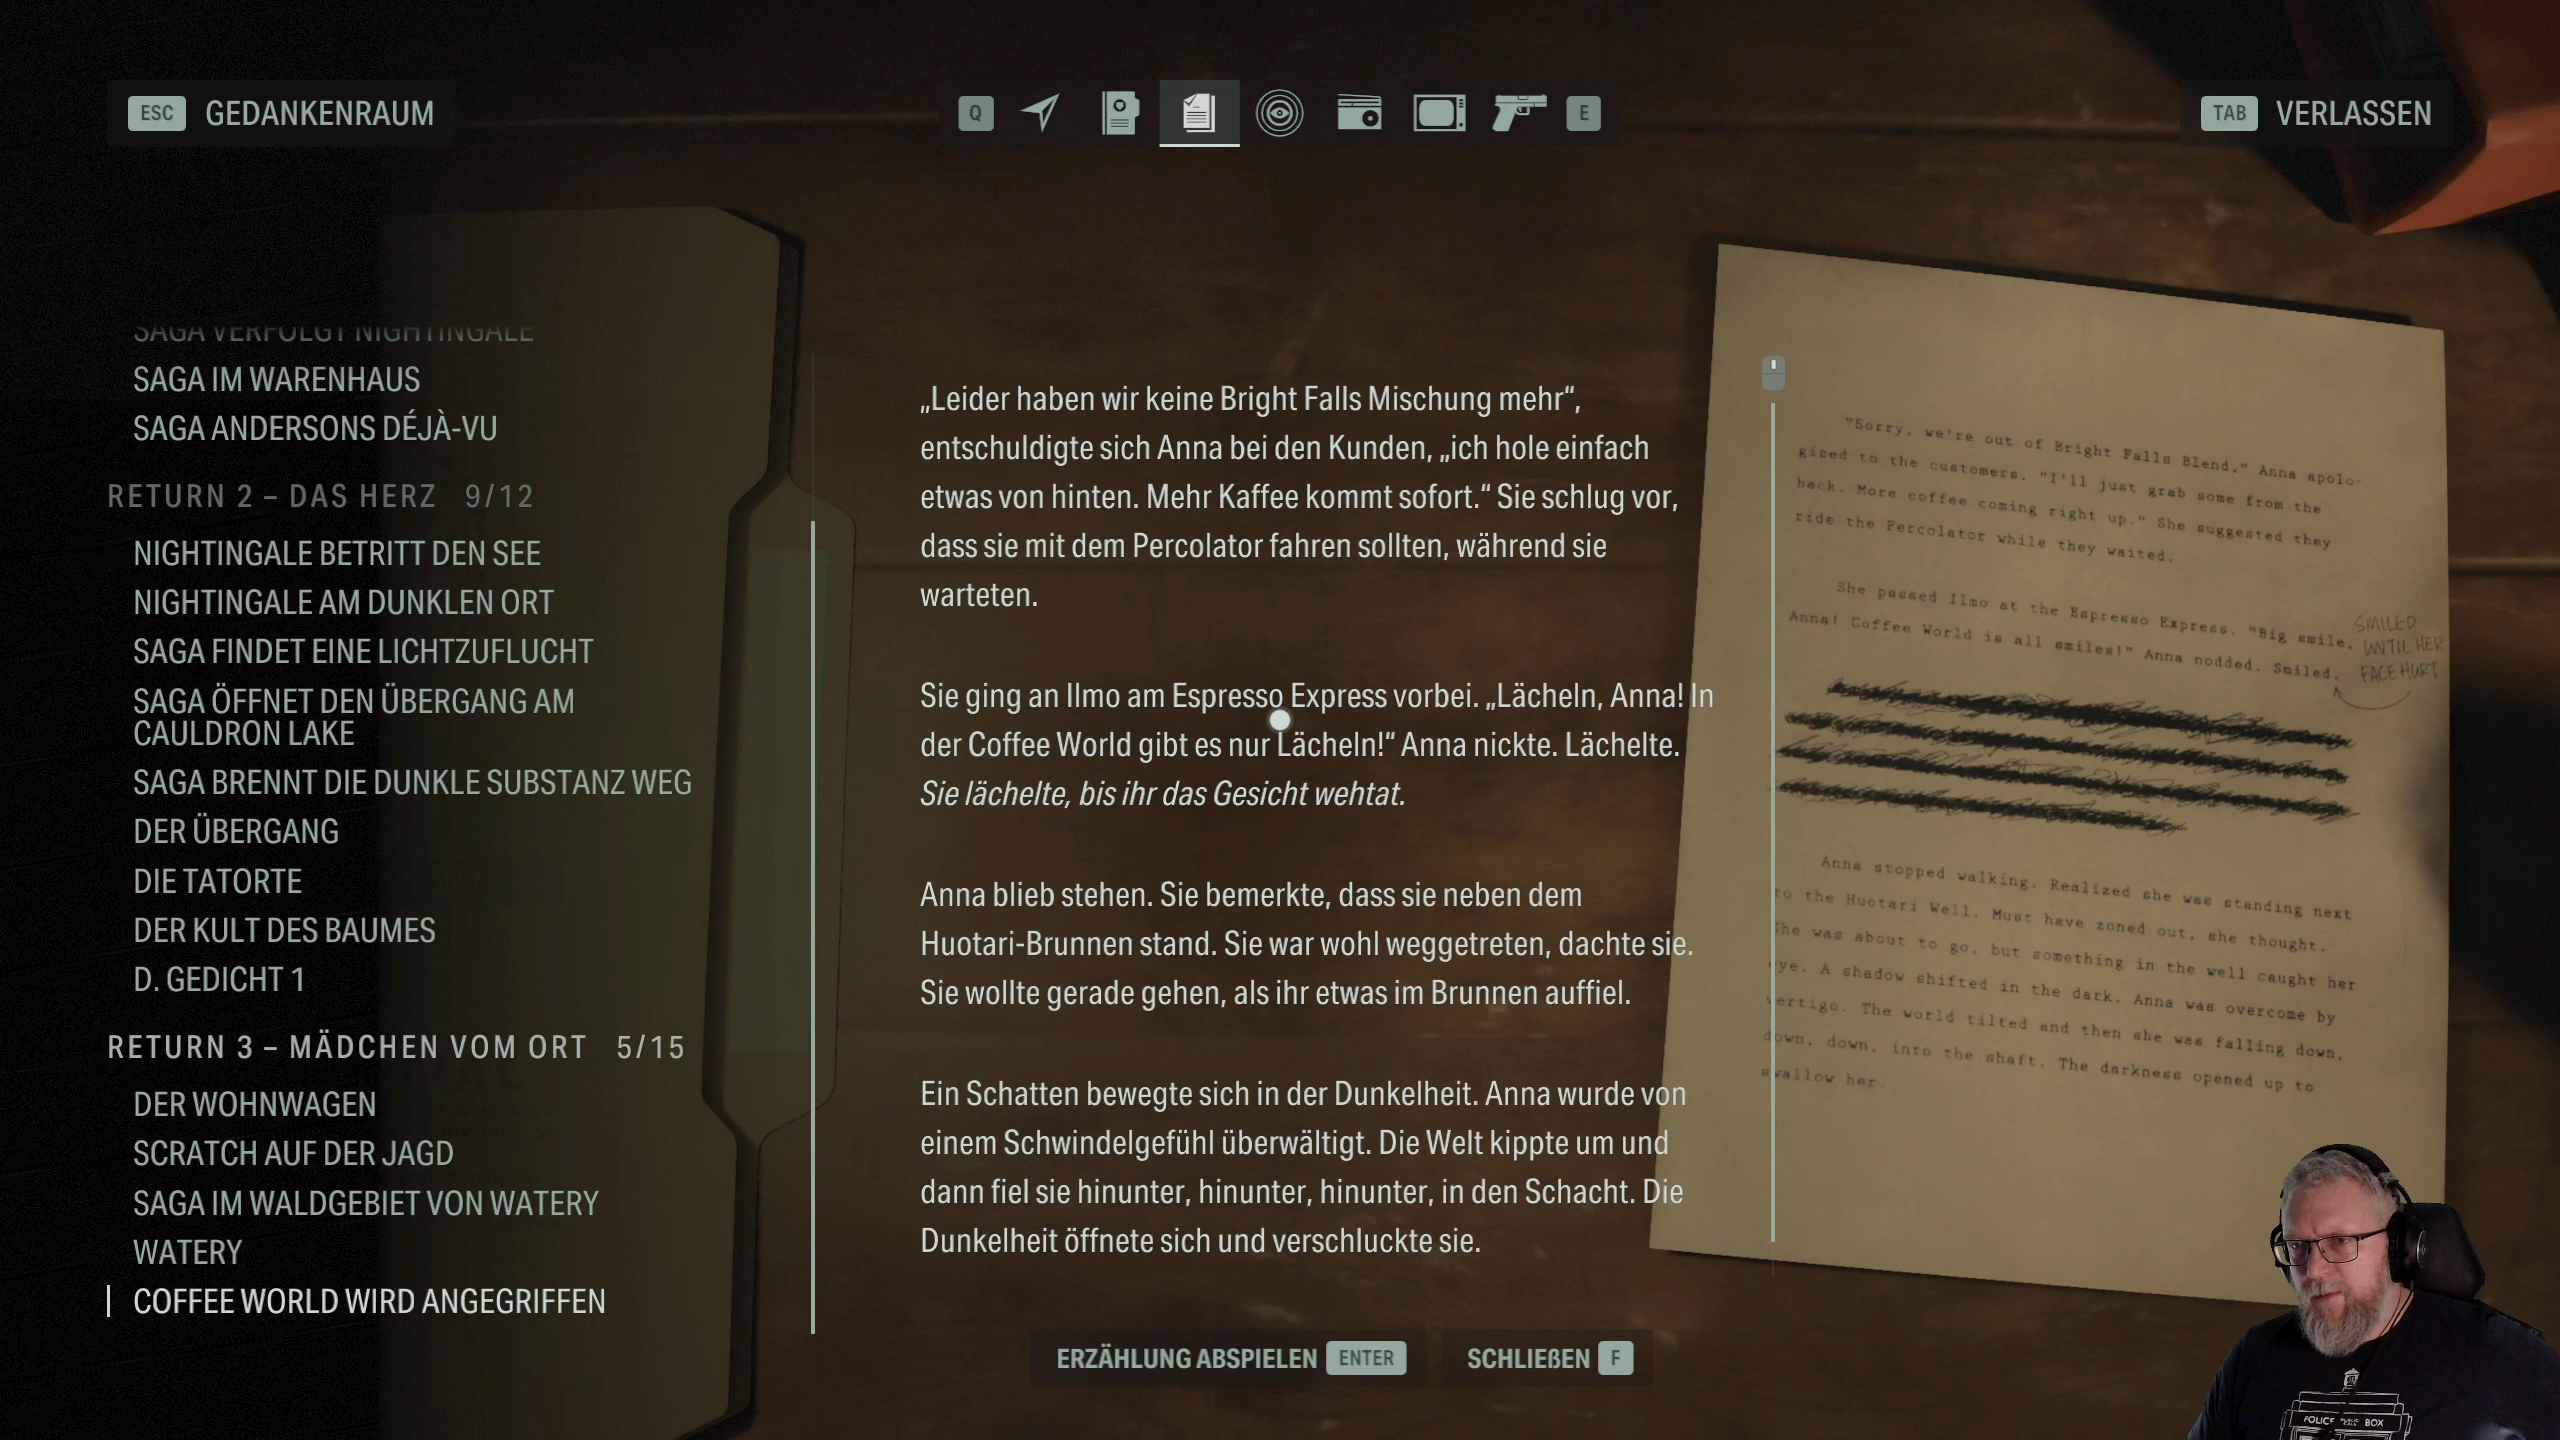 ESC GEDANKENRAUM
Q
E
TAB VERLASSEN
SAGA VERFOLGT NIGHTINGALE
SAGA IM WARENHAUS
SAGA ANDERSONS DÉJÀ-VU
RETURN 2 – DAS HERZ 9/12
NIGHTINGALE BETRITT DEN SEE
NIGHTINGALE AM DUNKLEN ORT
SAGA FINDET EINE LICHTZUFLUCHT
SAGA ÖFFNET DEN ÜBERGANG AM
CAULDRON LAKE
SAGA BRENNT DIE DUNKLE SUBSTANZ WEG
DER ÜBERGANG
DIE TATORTE
DER KULT DES BAUMES
D. GEDICHT 1
RETURN 3 – MÄDCHEN VOM ORT 5/15
DER WOHNWAGEN
SCRATCH AUF DER JAGD
SAGA IM WALDGEBIET VON WATERY
WATERY
COFFEE WORLD WIRD ANGEGRIFFEN
„Leider haben wir keine Bright Falls Mischung mehr“,
entschuldigte sich Anna bei den Kunden, „ich hole einfach
etwas von hinten. Mehr Kaffee kommt sofort.“ Sie schlug vor,
dass sie mit dem Percolator fahren sollten, während sie
warteten.
Sie ging an Ilmo am Espresso Express vorbei. „Lächeln, Anna! In
der Coffee World gibt es nur Lächeln!“ Anna nickte. Lächelte.
Sie lächelte, bis ihr das Gesicht wehtat.
Anna blieb stehen. Sie bemerkte, dass sie neben dem
Huotari-Brunnen stand. Sie war wohl weggetreten, dachte sie.
Sie wollte gerade gehen, als ihr etwas im Brunnen auffiel.
Ein Schatten bewegte sich in der Dunkelheit. Anna wurde von
einem Schwindelgefühl überwältigt. Die Welt kippte um und
dann fiel sie hinunter, hinunter, hinunter, in den Schacht. Die
Dunkelheit öffnete sich und verschluckte sie.
"Sorry, we're out of Bright Falls Blend," Anna apolo-
gized to the customers. "I'll just grab some from the
back. More coffee coming right up." She suggested they
ride the Percolator while they waited.
She passed Ilmo at the Espresso Express. "Big smile,
Anna! Coffee World is all smiles!" Anna nodded. Smiled.
SMILED
UNTIL HER
FACE HURT
Anna stopped walking. Realized she was standing next
to the Huotari Well. Must have zoned out, she thought.
She was about to go, but something in the well caught her
eye. A shadow shifted in the dark. Anna was overcome by
vertigo. The world tilted and then she was falling down,
down, down, into the shaft. The darkness opened up to
swallow her.
ERZÄHLUNG ABSPIELEN ENTER
SCHLIEẞEN F
POLICE BOX